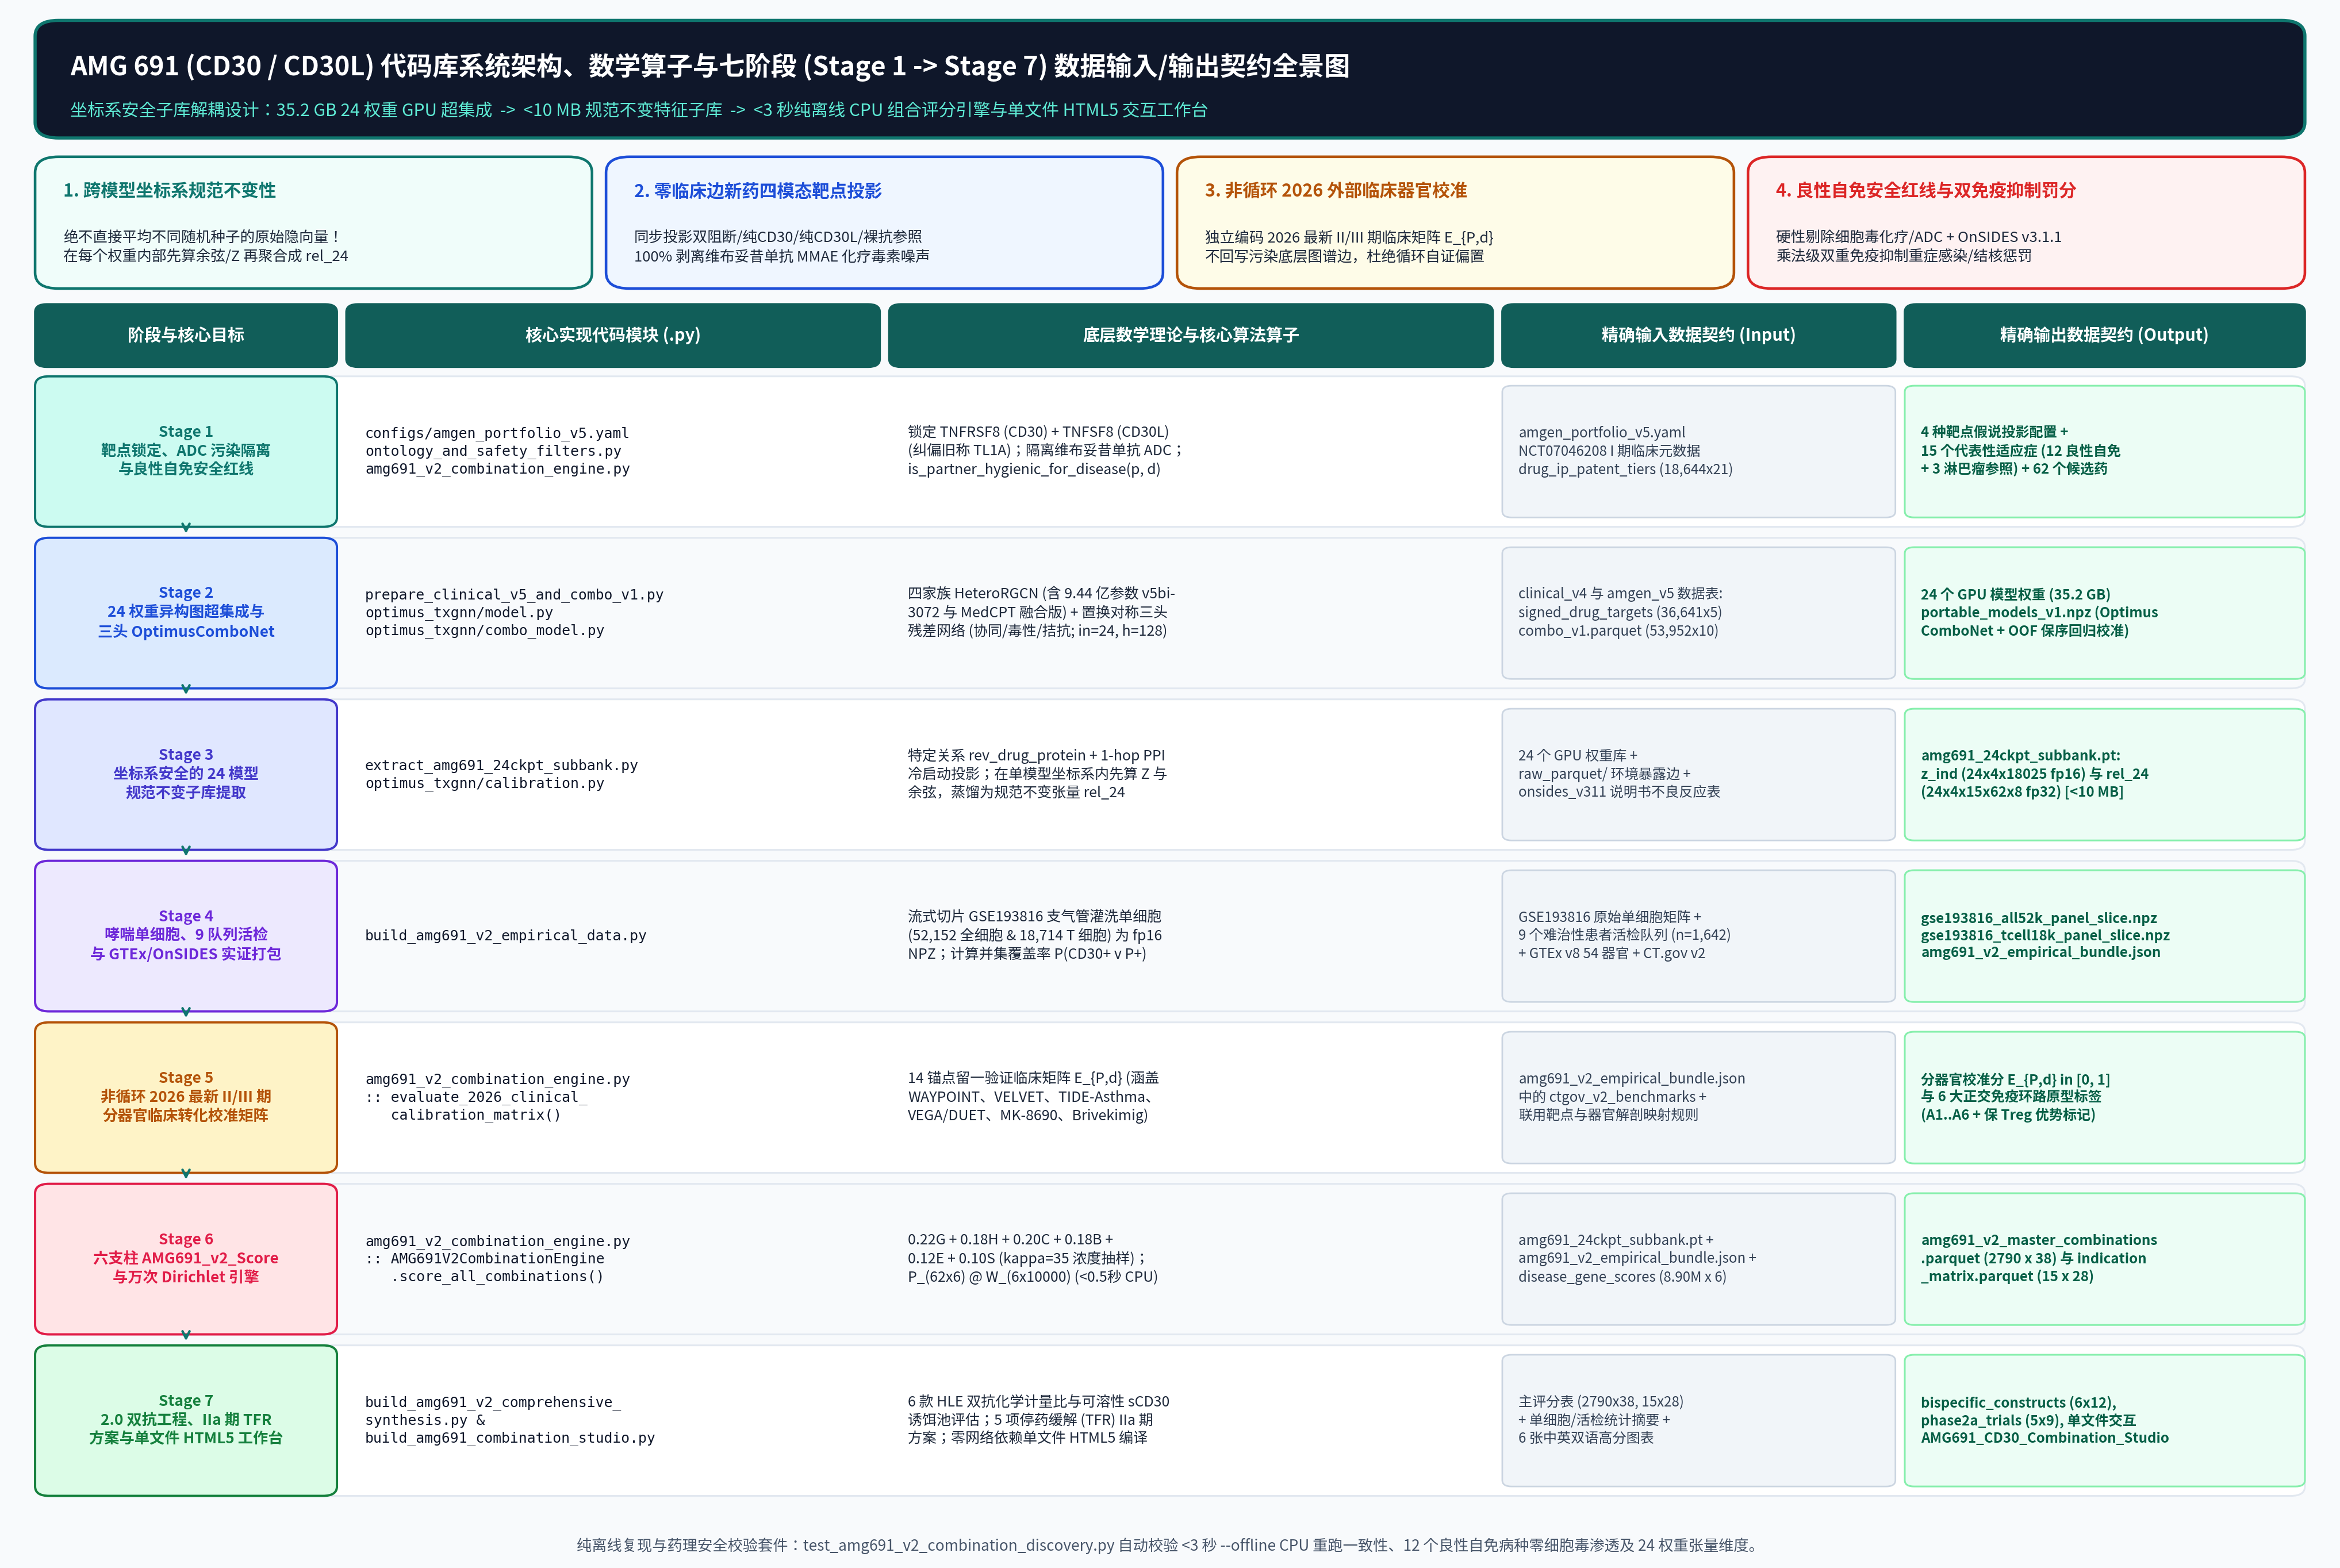 AMG 691 (CD30 / CD30L) 代码库系统架构、数学算子与七阶段 (Stage 1 -> Stage 7) 数据输入/输出契约全景图
坐标系安全子库解耦设计：35.2 GB 24 权重 GPU 超集成 -> <10 MB 规范不变特征子库 -> <3 秒纯离线 CPU 组合评分引擎与单文件 HTML5 交互工作台
1. 跨模型坐标系规范不变性
绝不直接平均不同随机种子的原始隐向量！
在每个权重内部先算余弦/Z 再聚合成 rel_24
2. 零临床边新药四模态靶点投影
同步投影双阻断/纯CD30/纯CD30L/裸抗参照
100% 剥离维布妥昔单抗 MMAE 化疗毒素噪声
3. 非循环 2026 外部临床器官校准
独立编码 2026 最新 II/III 期临床矩阵 E_{P,d}
不回写污染底层图谱边，杜绝循环自证偏置
4. 良性自免安全红线与双免疫抑制罚分
硬性剔除细胞毒化疗/ADC + OnSIDES v3.1.1
乘法级双重免疫抑制重症感染/结核惩罚
阶段与核心目标
核心实现代码模块 (.py)
底层数学理论与核心算法算子
精确输入数据契约 (Input)
精确输出数据契约 (Output)
Stage 1
靶点锁定、ADC 污染隔离
与良性自免安全红线
configs/amgen_portfolio_v5.yaml
ontology_and_safety_filters.py
amg691_v2_combination_engine.py
锁定 TNFRSF8 (CD30) + TNFSF8 (CD30L)
(纠偏旧称 TL1A)；隔离维布妥昔单抗 ADC；
is_partner_hygienic_for_disease(p, d)
amgen_portfolio_v5.yaml
NCT07046208 I 期临床元数据
drug_ip_patent_tiers (18,644x21)
4 种靶点假说投影配置 +
15 个代表性适应症 (12 良性自免
+ 3 淋巴瘤参照) + 62 个候选药
Stage 2
24 权重异构图超集成与
三头 OptimusComboNet
prepare_clinical_v5_and_combo_v1.py
optimus_txgnn/model.py
optimus_txgnn/combo_model.py
四家族 HeteroRGCN (含 9.44 亿参数 v5bi-
3072 与 MedCPT 融合版) + 置换对称三头
残差网络 (协同/毒性/拮抗; in=24, h=128)
clinical_v4 与 amgen_v5 数据表:
signed_drug_targets (36,641x5)
combo_v1.parquet (53,952x10)
24 个 GPU 模型权重 (35.2 GB)
portable_models_v1.npz (Optimus
ComboNet + OOF 保序回归校准)
Stage 3
坐标系安全的 24 模型
规范不变子库提取
extract_amg691_24ckpt_subbank.py
optimus_txgnn/calibration.py
特定关系 rev_drug_protein + 1-hop PPI
冷启动投影；在单模型坐标系内先算 Z 与
余弦，蒸馏为规范不变张量 rel_24
24 个 GPU 权重库 +
raw_parquet/ 环境暴露边 +
onsides_v311 说明书不良反应表
amg691_24ckpt_subbank.pt:
z_ind (24x4x18025 fp16) 与 rel_24
(24x4x15x62x8 fp32) [<10 MB]
Stage 4
哮喘单细胞、9 队列活检
与 GTEx/OnSIDES 实证打包
build_amg691_v2_empirical_data.py
流式切片 GSE193816 支气管灌洗单细胞
(52,152 全细胞 & 18,714 T 细胞) 为 fp16
NPZ；计算并集覆盖率 P(CD30+ v P+)
GSE193816 原始单细胞矩阵 +
9 个难治性患者活检队列 (n=1,642)
+ GTEx v8 54 器官 + CT.gov v2
gse193816_all52k_panel_slice.npz
gse193816_tcell18k_panel_slice.npz
amg691_v2_empirical_bundle.json
Stage 5
非循环 2026 最新 II/III 期
分器官临床转化校准矩阵
amg691_v2_combination_engine.py
:: evaluate_2026_clinical_
calibration_matrix()
14 锚点留一验证临床矩阵 E_{P,d} (涵盖
WAYPOINT、VELVET、TIDE-Asthma、
VEGA/DUET、MK-8690、Brivekimig)
amg691_v2_empirical_bundle.json
中的 ctgov_v2_benchmarks +
联用靶点与器官解剖映射规则
分器官校准分 E_{P,d} in [0, 1]
与 6 大正交免疫环路原型标签
(A1..A6 + 保 Treg 优势标记)
Stage 6
六支柱 AMG691_v2_Score
与万次 Dirichlet 引擎
amg691_v2_combination_engine.py
:: AMG691V2CombinationEngine
.score_all_combinations()
0.22G + 0.18H + 0.20C + 0.18B +
0.12E + 0.10S (kappa=35 浓度抽样)；
P_(62x6) @ W_(6x10000) (<0.5秒 CPU)
amg691_24ckpt_subbank.pt +
amg691_v2_empirical_bundle.json +
disease_gene_scores (8.90M x 6)
amg691_v2_master_combinations
.parquet (2790 x 38) 与 indication
_matrix.parquet (15 x 28)
Stage 7
2.0 双抗工程、IIa 期 TFR
方案与单文件 HTML5 工作台
build_amg691_v2_comprehensive_
synthesis.py &
build_amg691_combination_studio.py
6 款 HLE 双抗化学计量比与可溶性 sCD30
诱饵池评估；5 项停药缓解 (TFR) IIa 期
方案；零网络依赖单文件 HTML5 编译
主评分表 (2790x38, 15x28)
+ 单细胞/活检统计摘要 +
6 张中英双语高分图表
bispecific_constructs (6x12),
phase2a_trials (5x9), 单文件交互
AMG691_CD30_Combination_Studio
纯离线复现与药理安全校验套件：test_amg691_v2_combination_discovery.py 自动校验 <3 秒 --offline CPU 重跑一致性、12 个良性自免病种零细胞毒渗透及 24 权重张量维度。